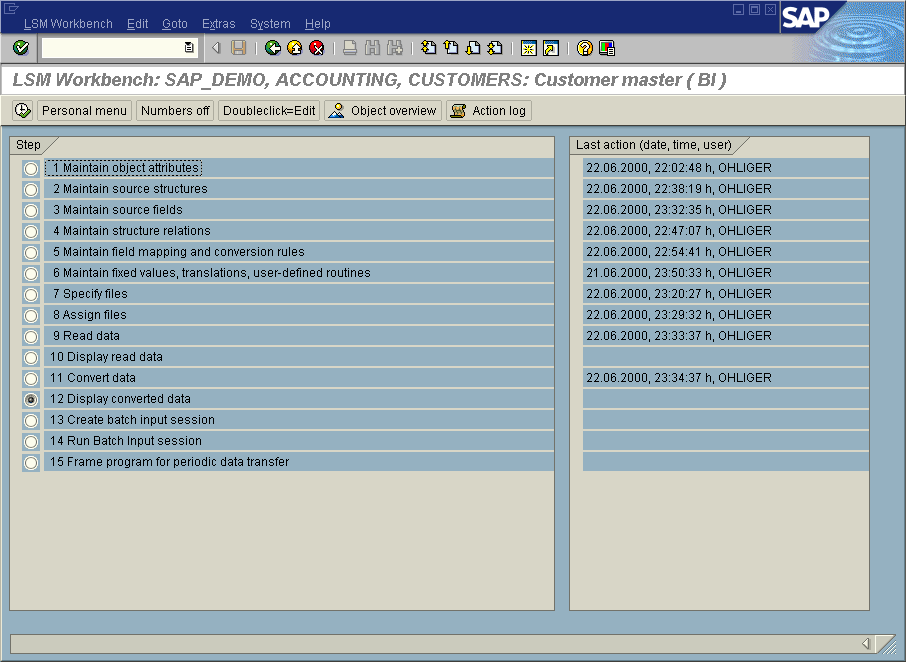 LSM Workbench Edit Goto Extras System Help
SAP
LSM Workbench: SAP_DEMO, ACCOUNTING, CUSTOMERS: Customer master ( BI )
Personal menu Numbers off Doubleclick=Edit Object overview Action log
Step Last action (date, time, user)
1 Maintain object attributes 22.06.2000, 22:02:48 h, OHLIGER
2 Maintain source structures 22.06.2000, 22:38:19 h, OHLIGER
3 Maintain source fields 22.06.2000, 23:32:35 h, OHLIGER
4 Maintain structure relations 22.06.2000, 22:47:07 h, OHLIGER
5 Maintain field mapping and conversion rules 22.06.2000, 22:54:41 h, OHLIGER
6 Maintain fixed values, translations, user-defined routines 21.06.2000, 23:50:33 h, OHLIGER
7 Specify files 22.06.2000, 23:20:27 h, OHLIGER
8 Assign files 22.06.2000, 23:29:32 h, OHLIGER
9 Read data 22.06.2000, 23:33:37 h, OHLIGER
10 Display read data
11 Convert data 22.06.2000, 23:34:37 h, OHLIGER
12 Display converted data
13 Create batch input session
14 Run Batch Input session
15 Frame program for periodic data transfer